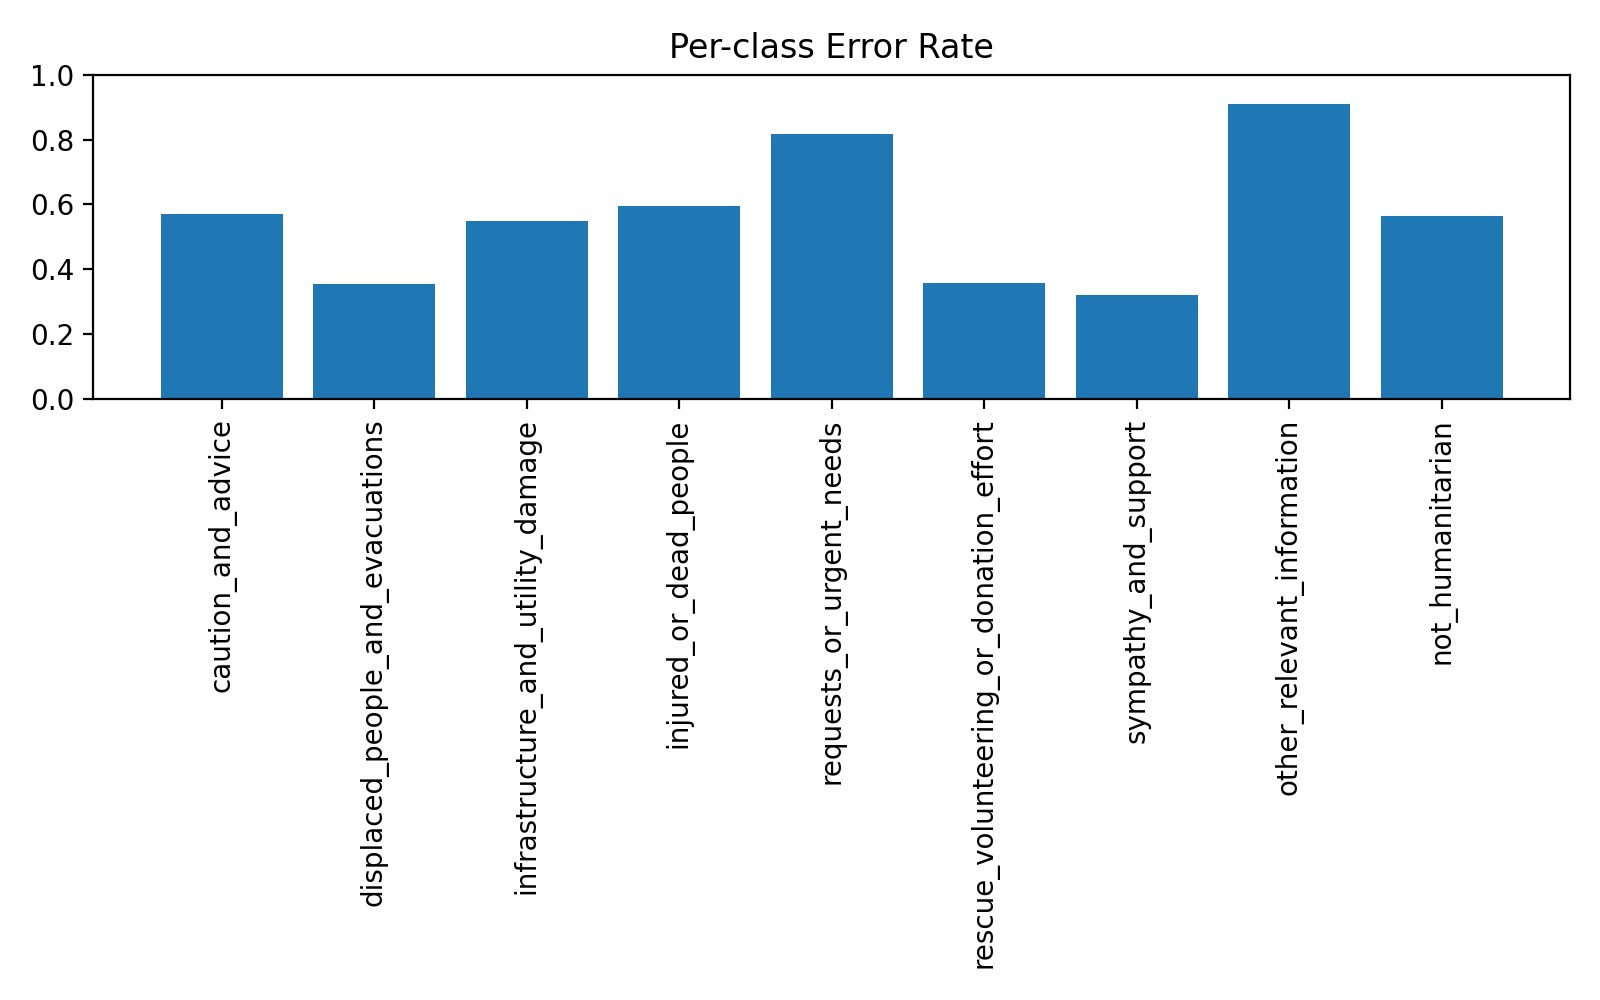 Per-class Error Rate
1.0
0.8
0.6
0.4
0.2
0.0
caution_and_advice
displaced_people_and_evacuations
infrastructure_and_utility_damage
injured_or_dead_people
requests_or_urgent_needs
rescue_volunteering_or_donation_effort
sympathy_and_support
other_relevant_information
not_humanitarian